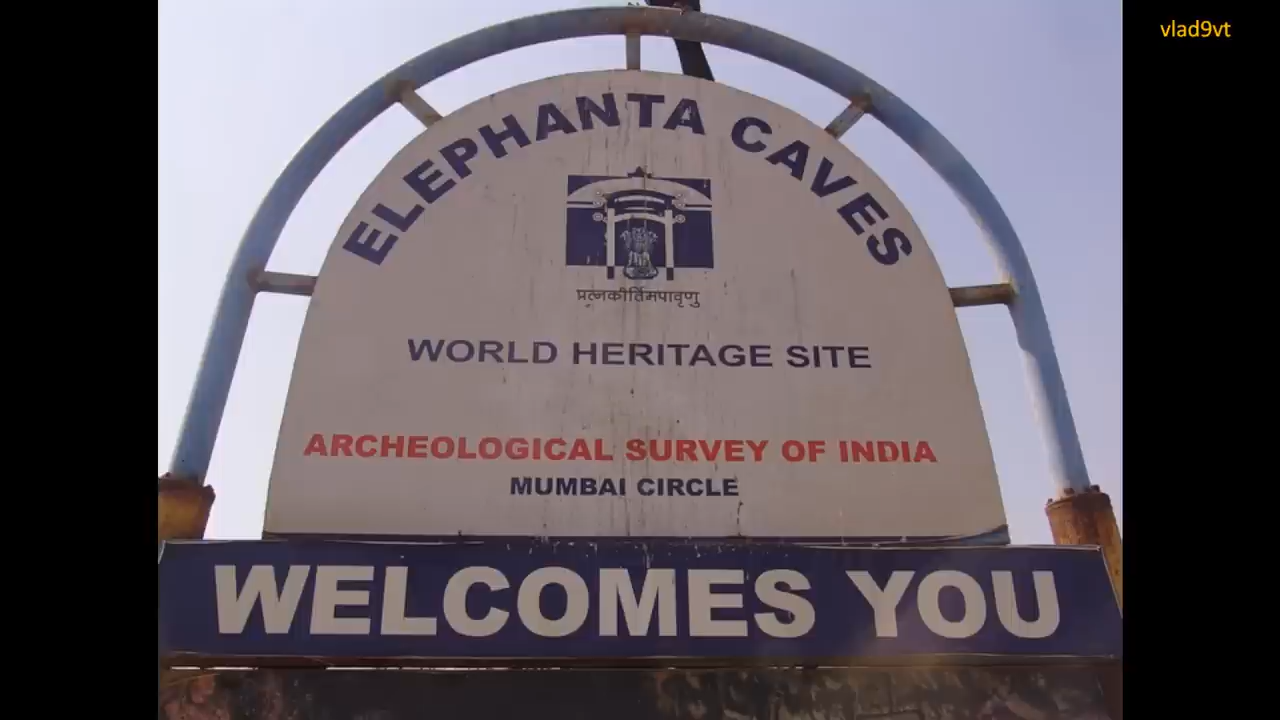 vlad9vt
ELEPHANTA CAVES
प्रत्नकीर्तिमपावृणु
WORLD HERITAGE SITE
ARCHEOLOGICAL SURVEY OF INDIA
MUMBAI CIRCLE
WELCOMES YOU